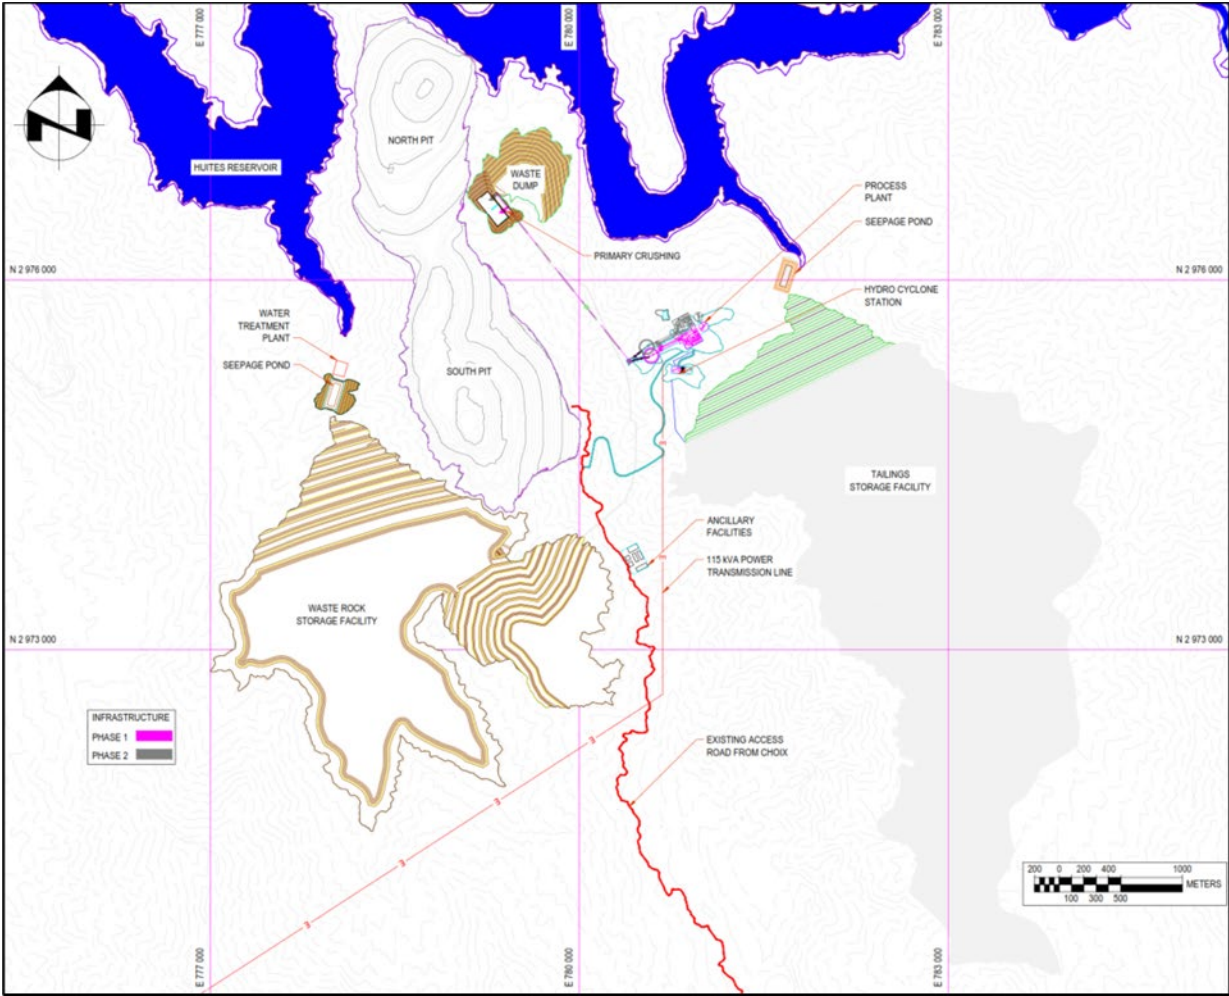 E 777 000
E 780 000
E 783 000
N
NORTH PIT
HUITES RESERVOIR
WASTE
DUMP
PROCESS
PLANT
SEEPAGE POND
PRIMARY CRUSHING
N 2 976 000
N 2 976 000
HYDRO CYCLONE
STATION
WATER
TREATMENT
PLANT
SEEPAGE POND
SOUTH PIT
TAILINGS
STORAGE FACILITY
ANCILLARY
FACILITIES
115 kVA POWER
TRANSMISSION LINE
WASTE ROCK
STORAGE FACILITY
N 2 973 000
N 2 973 000
INFRASTRUCTURE
PHASE 1
PHASE 2
EXISTING ACCESS
ROAD FROM CHOIX
200 0 200 400 1000
METERS
100 300 500
E 777 000
E 780 000
E 783 000